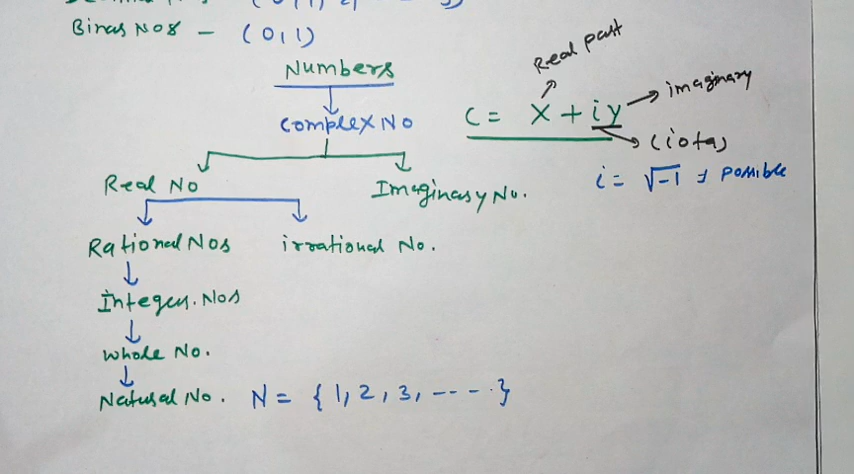 Binas Nos - (0,1)
Numbers
Complex No
Real part
C = X + iy
imaginary
(iota)
i = √-1 ≠ possible
Real No
Imaginary No.
Rational Nos
irrational No.
Integer. Nos
Whole No.
Natural No. N = {1, 2, 3, -----}